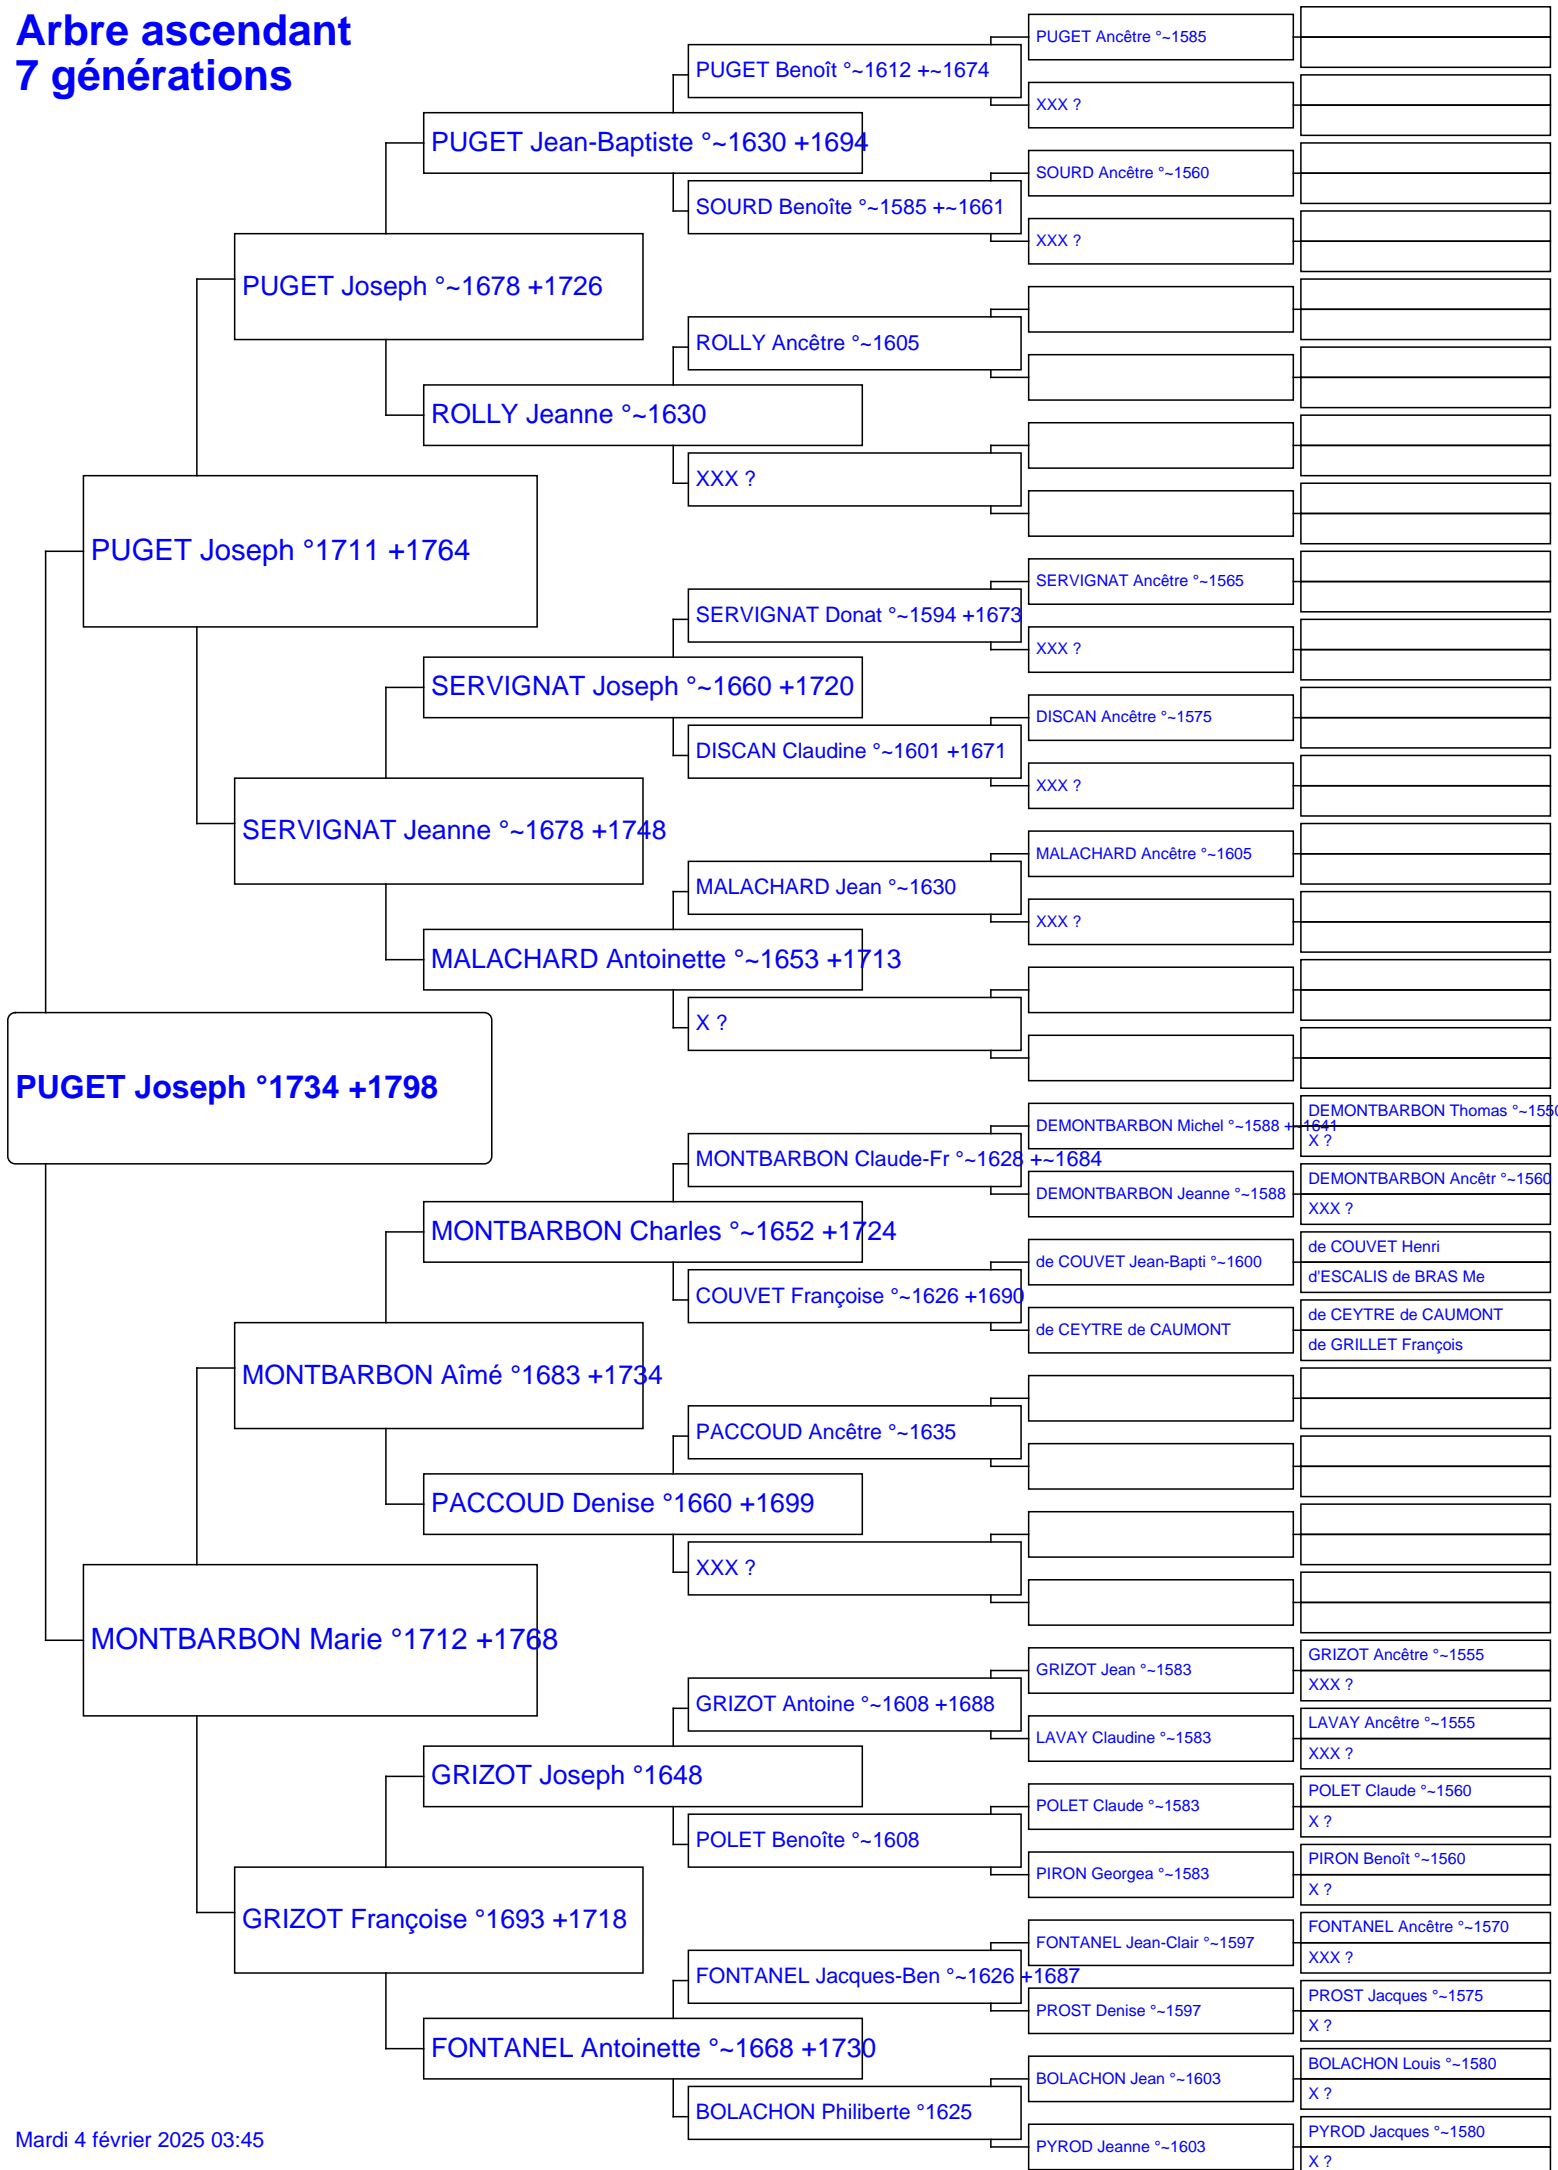 Arbre ascendant
7 générations
PUGET Joseph °1734 +1798
PUGET Joseph °1711 +1764
MONTBARBON Marie °1712 +1768
PUGET Joseph °~1678 +1726
SERVIGNAT Jeanne °~1678 +1748
MONTBARBON Aîmé °1683 +1734
GRIZOT Françoise °1693 +1718
PUGET Jean-Baptiste °~1630 +1694
ROLLY Jeanne °~1630
SERVIGNAT Joseph °~1660 +1720
MALACHARD Antoinette °~1653 +1713
MONTBARBON Charles °~1652 +1724
PACCOUD Denise °1660 +1699
GRIZOT Joseph °1648
FONTANEL Antoinette °~1668 +1730
PUGET Benoît °~1612 +~1674
SOURD Benoîte °~1585 +~1661
ROLLY Ancêtre °~1605
XXX ?
SERVIGNAT Donat °~1594 +1673
DISCAN Claudine °~1601 +1671
MALACHARD Jean °~1630
X ?
MONTBARBON Claude-Fr °~1628 +~1684
COUVET Françoise °~1626 +1690
PACCOUD Ancêtre °~1635
XXX ?
GRIZOT Antoine °~1608 +1688
POLET Benoîte °~1608
FONTANEL Jacques-Ben °~1626 +1687
BOLACHON Philiberte °1625
PUGET Ancêtre °~1585
XXX ?
SOURD Ancêtre °~1560
XXX ?
SERVIGNAT Ancêtre °~1565
XXX ?
DISCAN Ancêtre °~1575
XXX ?
MALACHARD Ancêtre °~1605
XXX ?
DEMONTBARBON Michel °~1588 +~1641
DEMONTBARBON Jeanne °~1588
de COUVET Jean-Bapti °~1600
de CEYTRE de CAUMONT
GRIZOT Jean °~1583
LAVAY Claudine °~1583
POLET Claude °~1583
PIRON Georgea °~1583
FONTANEL Jean-Clair °~1597
PROST Denise °~1597
BOLACHON Jean °~1603
PYROD Jeanne °~1603
DEMONTBARBON Thomas °~1550
X ?
DEMONTBARBON Ancêtr °~1560
XXX ?
de COUVET Henri
d'ESCALIS de BRAS Me
de CEYTRE de CAUMONT
de GRILLET François
GRIZOT Ancêtre °~1555
XXX ?
LAVAY Ancêtre °~1555
XXX ?
POLET Claude °~1560
X ?
PIRON Benoît °~1560
X ?
FONTANEL Ancêtre °~1570
XXX ?
PROST Jacques °~1575
X ?
BOLACHON Louis °~1580
X ?
PYROD Jacques °~1580
X ?
Mardi 4 février 2025 03:45